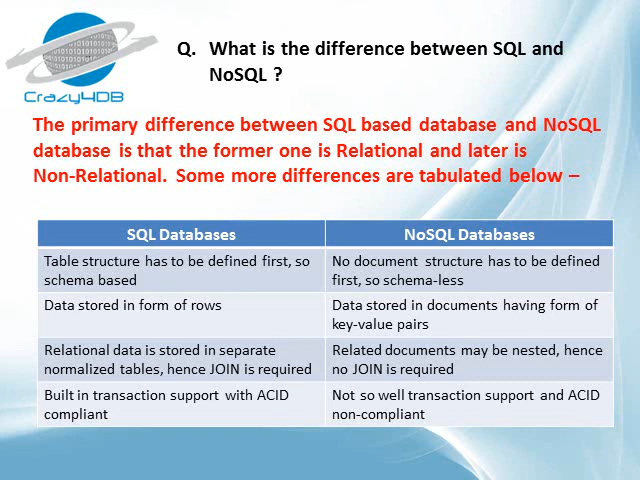 Q. What is the difference between SQL and
NoSQL ?
Crazy4DB
The primary difference between SQL based database and NoSQL
database is that the former one is Relational and later is
Non-Relational. Some more differences are tabulated below –
SQL Databases
NoSQL Databases
Table structure has to be defined first, so
schema based
No document structure has to be defined
first, so schema-less
Data stored in form of rows
Data stored in documents having form of
key-value pairs
Relational data is stored in separate
normalized tables, hence JOIN is required
Related documents may be nested, hence
no JOIN is required
Built in transaction support with ACID
compliant
Not so well transaction support and ACID
non-compliant